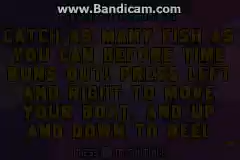 www.Bandicam.com
CATCH AS MANY FISH AS
YOU CAN BEFORE TIME
RUNS OUT! PRESS LEFT
AND RIGHT TO MOVE
YOUR BOAT, AND UP
AND DOWN TO REEL